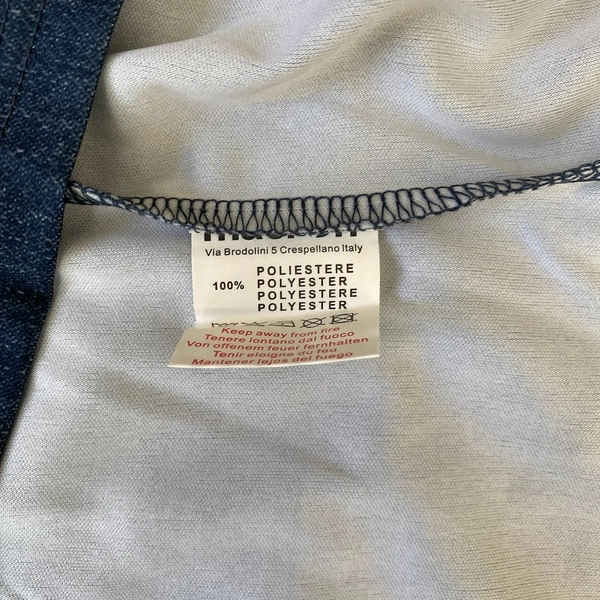 Via Brodolini 5 Crespellano Italy
100%
POLIESTERE
POLYESTER
POLYESTERE
POLYESTER
Keep away from fire
Tenere lontano dal fuoco
Von offenem feuer fernhalten
Tenir eloigne du feu
Mantener lejos del fuego